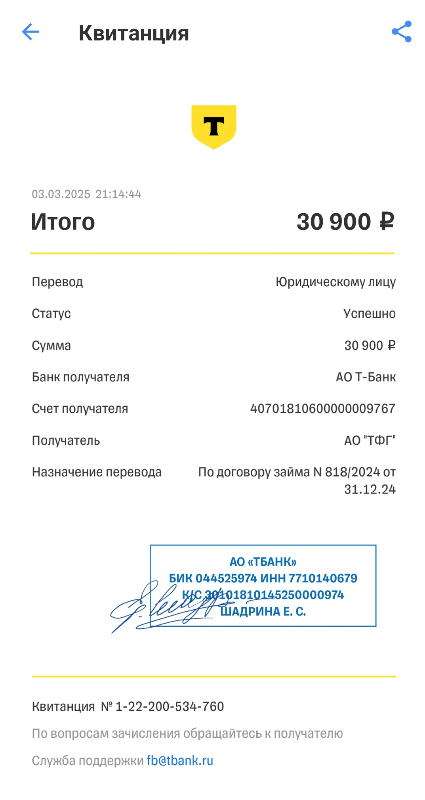 Квитанция
Т
03.03.2025 21:14:44
Итого 30 900 ₽
Перевод Юридическому лицу
Статус Успешно
Сумма 30 900 ₽
Банк получателя АО Т-Банк
Счет получателя 40701810600000009767
Получатель АО "ТФГ"
Назначение перевода По договору займа N 818/2024 от
31.12.24
АО «ТБАНК»
БИК 044525974 ИНН 7710140679
К/С 30101810145250000974
ШАДРИНА Е. С.
Квитанция № 1-22-200-534-760
По вопросам зачисления обращайтесь к получателю
Служба поддержки fb@tbank.ru